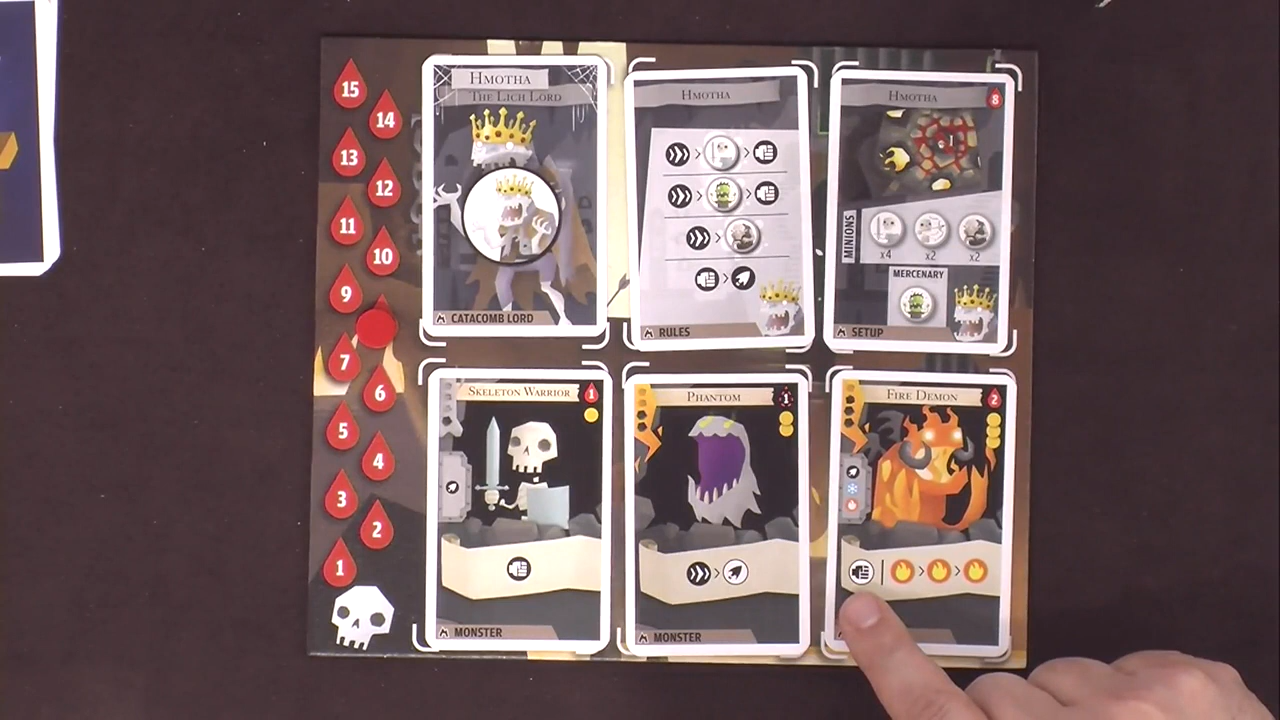 15
14
13
12
11
10
9
7
6
5
4
3
2
1
HMOTHA
THE LICH LORD
CATACOMB LORD
HMOTHA
RULES
HMOTHA
8
MINIONS
x4
x2
x2
MERCENARY
SETUP
SKELETON WARRIOR
1
MONSTER
PHANTOM
1
MONSTER
FIRE DEMON
2